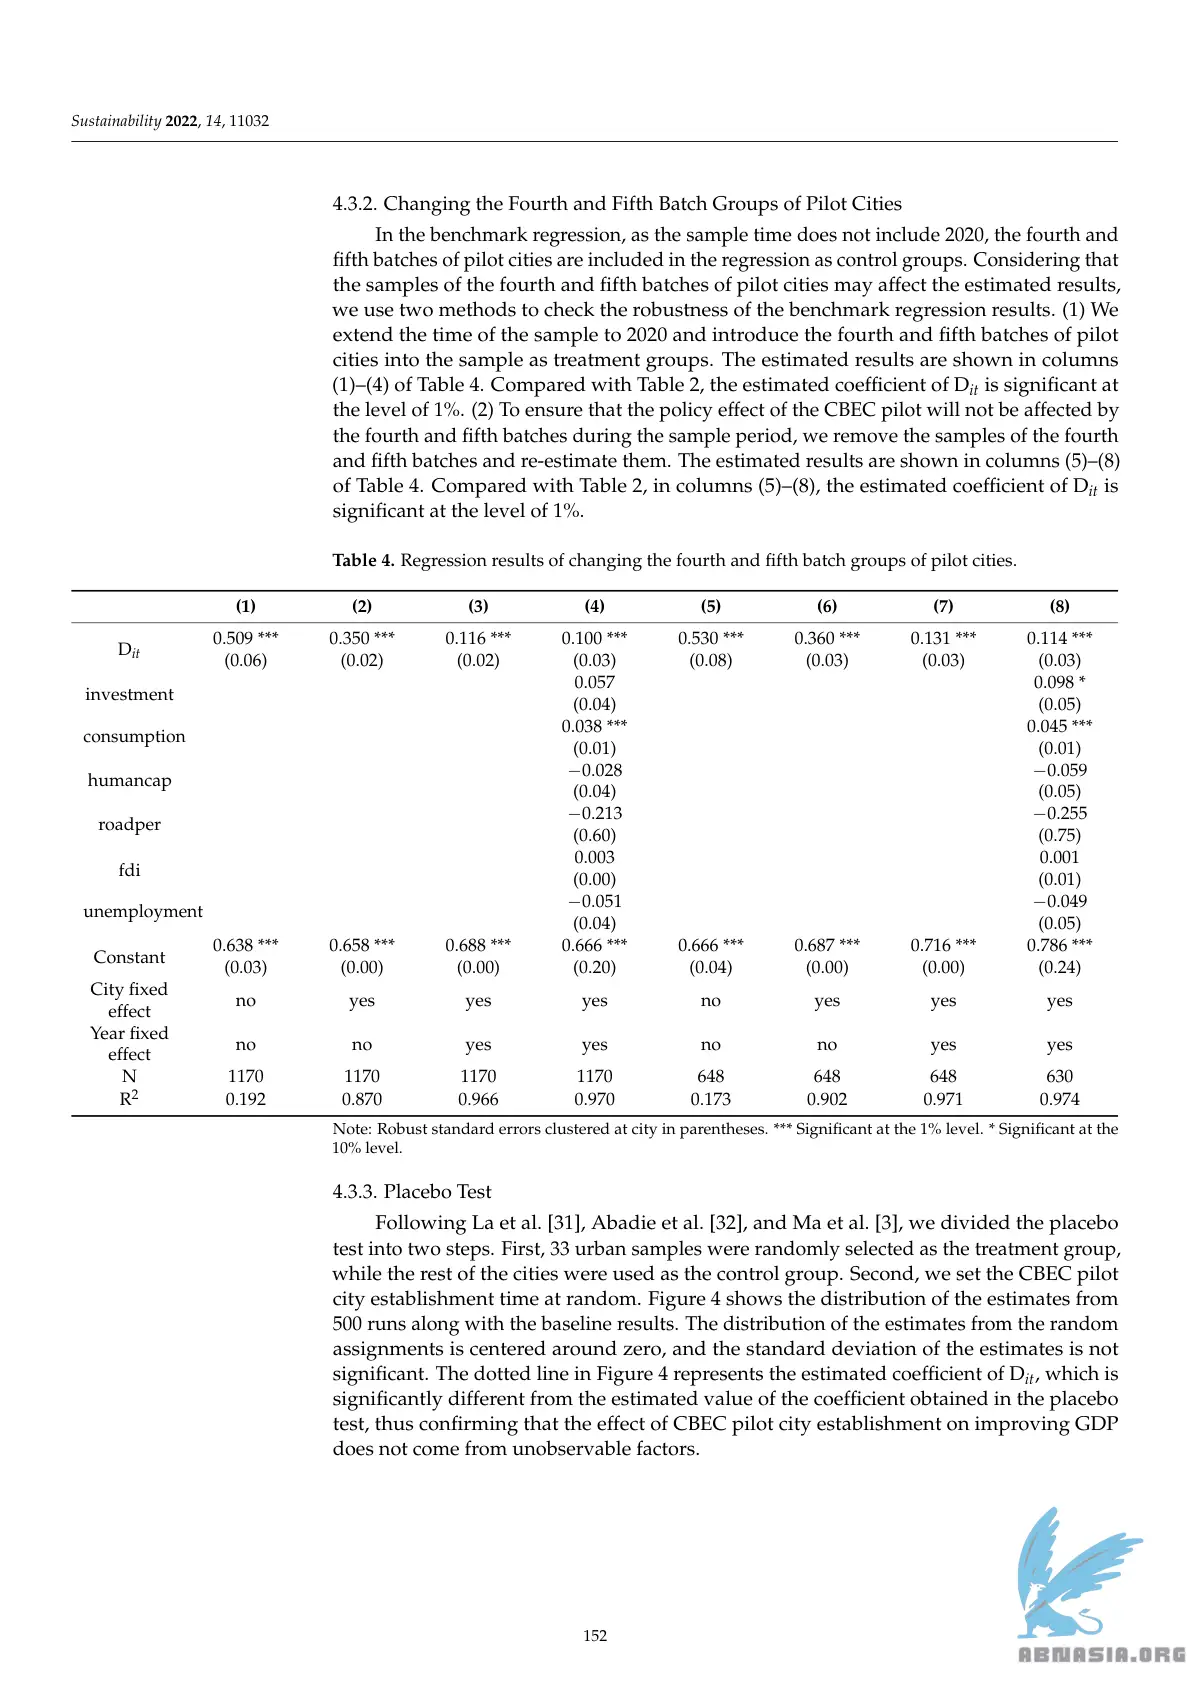 Sustainability 2022, 14, 11032
4.3.2. Changing the Fourth and Fifth Batch Groups of Pilot Cities
In the benchmark regression, as the sample time does not include 2020, the fourth and
fifth batches of pilot cities are included in the regression as control groups. Considering that
the samples of the fourth and fifth batches of pilot cities may affect the estimated results,
we use two methods to check the robustness of the benchmark regression results. (1) We
extend the time of the sample to 2020 and introduce the fourth and fifth batches of pilot
cities into the sample as treatment groups. The estimated results are shown in columns
(1)–(4) of Table 4. Compared with Table 2, the estimated coefficient of Dit is significant at
the level of 1%. (2) To ensure that the policy effect of the CBEC pilot will not be affected by
the fourth and fifth batches during the sample period, we remove the samples of the fourth
and fifth batches and re-estimate them. The estimated results are shown in columns (5)–(8)
of Table 4. Compared with Table 2, in columns (5)–(8), the estimated coefficient of Dit is
significant at the level of 1%.
Table 4. Regression results of changing the fourth and fifth batch groups of pilot cities.
(1) (2) (3) (4) (5) (6) (7) (8)
Dit 0.509 *** 0.350 *** 0.116 *** 0.100 *** 0.530 *** 0.360 *** 0.131 *** 0.114 ***
(0.06) (0.02) (0.02) (0.03) (0.08) (0.03) (0.03) (0.03)
investment 0.057 0.098 *
(0.04) (0.05)
consumption 0.038 *** 0.045 ***
(0.01) (0.01)
humancap −0.028 −0.059
(0.04) (0.05)
roadper −0.213 −0.255
(0.60) (0.75)
fdi 0.003 0.001
(0.00) (0.01)
unemployment −0.051 −0.049
(0.04) (0.05)
Constant 0.638 *** 0.658 *** 0.688 *** 0.666 *** 0.666 *** 0.687 *** 0.716 *** 0.786 ***
(0.03) (0.00) (0.00) (0.20) (0.04) (0.00) (0.00) (0.24)
City fixed
effect no yes yes yes no yes yes yes
Year fixed
effect no no yes yes no no yes yes
N 1170 1170 1170 1170 648 648 648 630
R2 0.192 0.870 0.966 0.970 0.173 0.902 0.971 0.974
Note: Robust standard errors clustered at city in parentheses. *** Significant at the 1% level. * Significant at the
10% level.
4.3.3. Placebo Test
Following La et al. [31], Abadie et al. [32], and Ma et al. [3], we divided the placebo
test into two steps. First, 33 urban samples were randomly selected as the treatment group,
while the rest of the cities were used as the control group. Second, we set the CBEC pilot
city establishment time at random. Figure 4 shows the distribution of the estimates from
500 runs along with the baseline results. The distribution of the estimates from the random
assignments is centered around zero, and the standard deviation of the estimates is not
significant. The dotted line in Figure 4 represents the estimated coefficient of Dit, which is
significantly different from the estimated value of the coefficient obtained in the placebo
test, thus confirming that the effect of CBEC pilot city establishment on improving GDP
does not come from unobservable factors.
152
ABNASIA.ORG